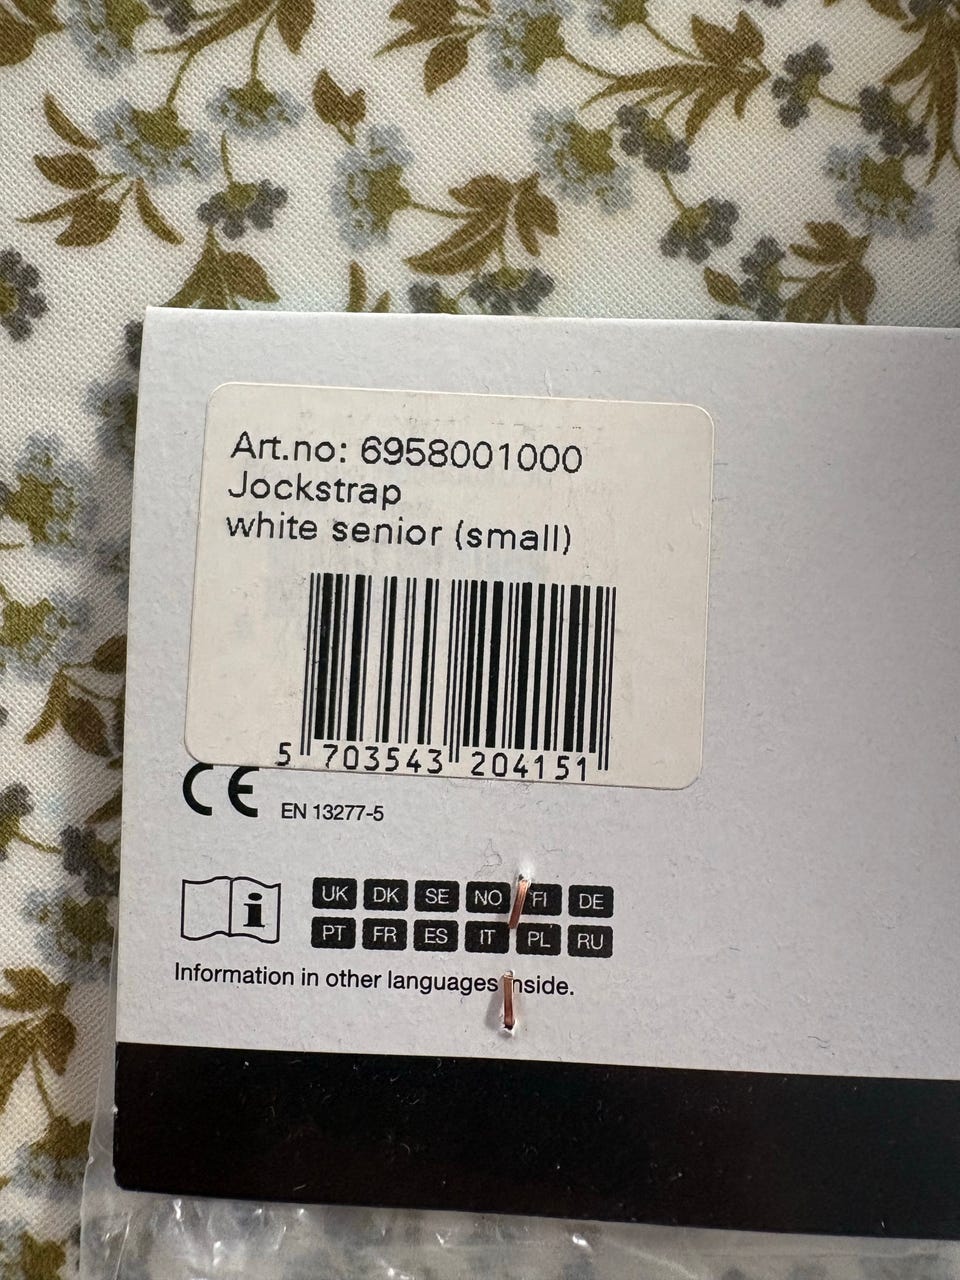 Art.no: 6958001000
Jockstrap
white senior (small)
5 703543 204151
CE EN 13277-5
i UK DK SE NO FI DE
PT FR ES IT PL RU
Information in other languages inside.